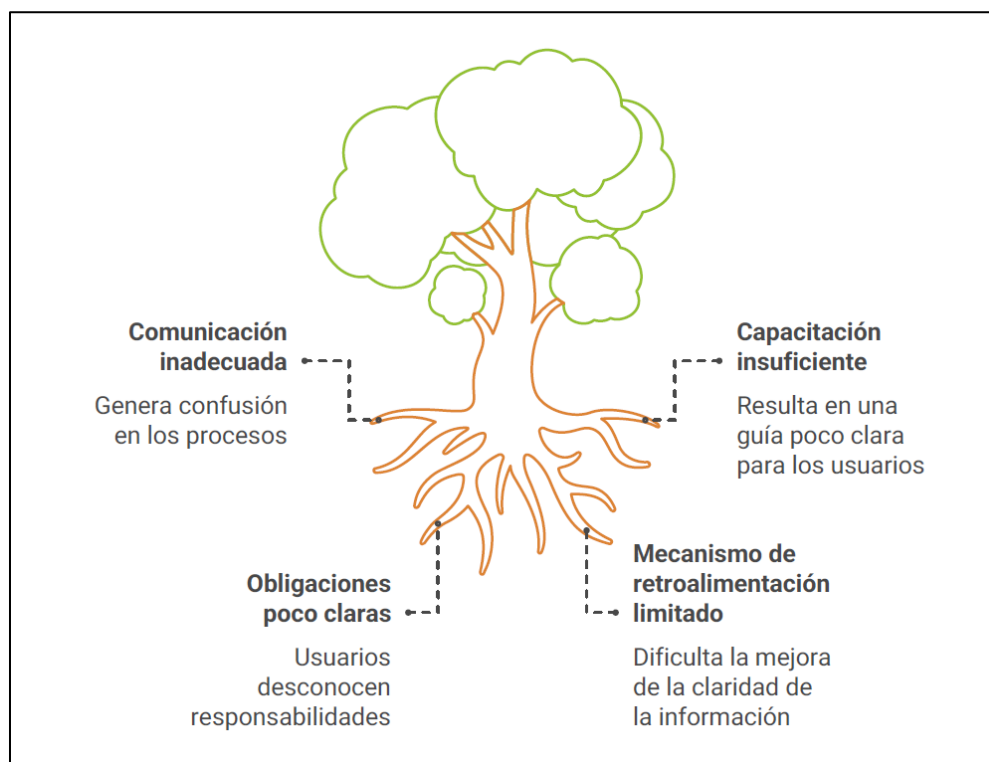 Comunicación
inadecuada
Genera confusión
en los procesos
Capacitación
insuficiente
Resulta en una
guía poco clara
para los usuarios
Obligaciones
poco claras
Usuarios
desconocen
responsabilidades
Mecanismo de
retroalimentación
limitado
Dificulta la mejora
de la claridad de
la información